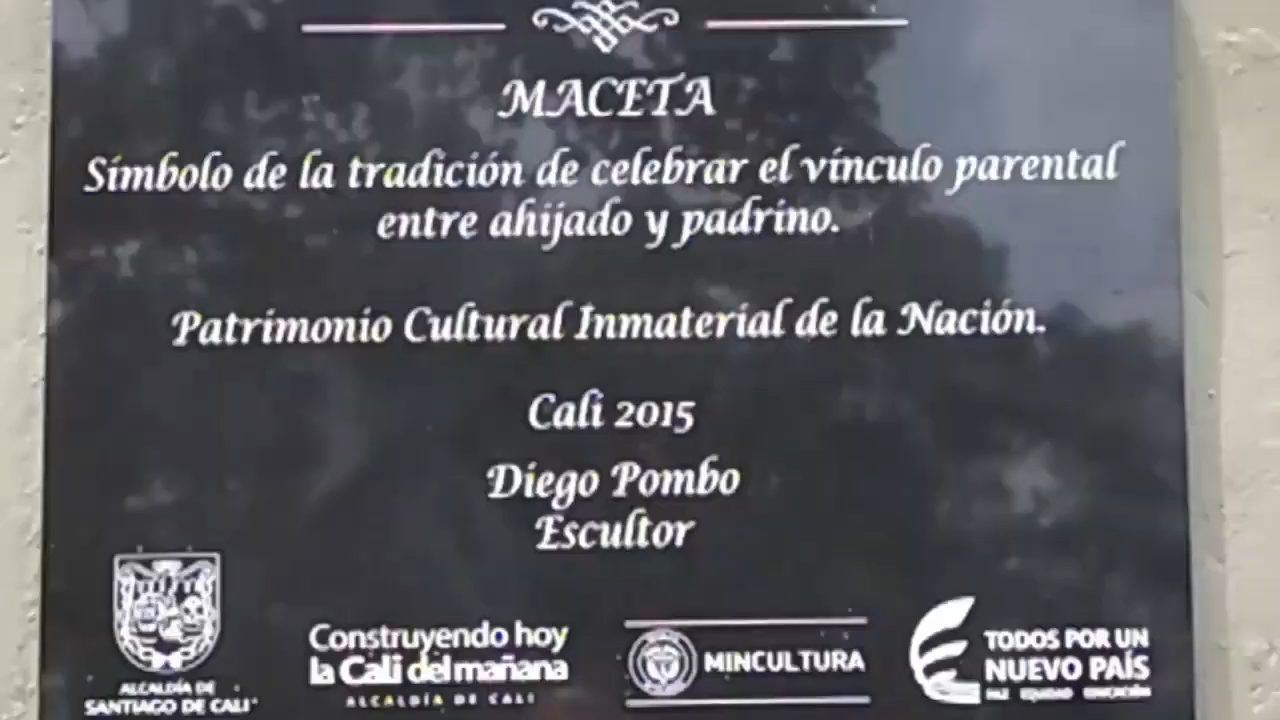 MACETA
Símbolo de la tradición de celebrar el vínculo parental
entre ahijado y padrino.
Patrimonio Cultural Inmaterial de la Nación.
Cali 2015
Diego Pombo
Escultor
ALCALDÍA DE
SANTIAGO DE CALI
Construyendo hoy
la Cali del mañana
ALCALDÍA DE CALI
MINCULTURA
TODOS POR UN
NUEVO PAÍS
PAZ EQUIDAD EDUCACIÓN